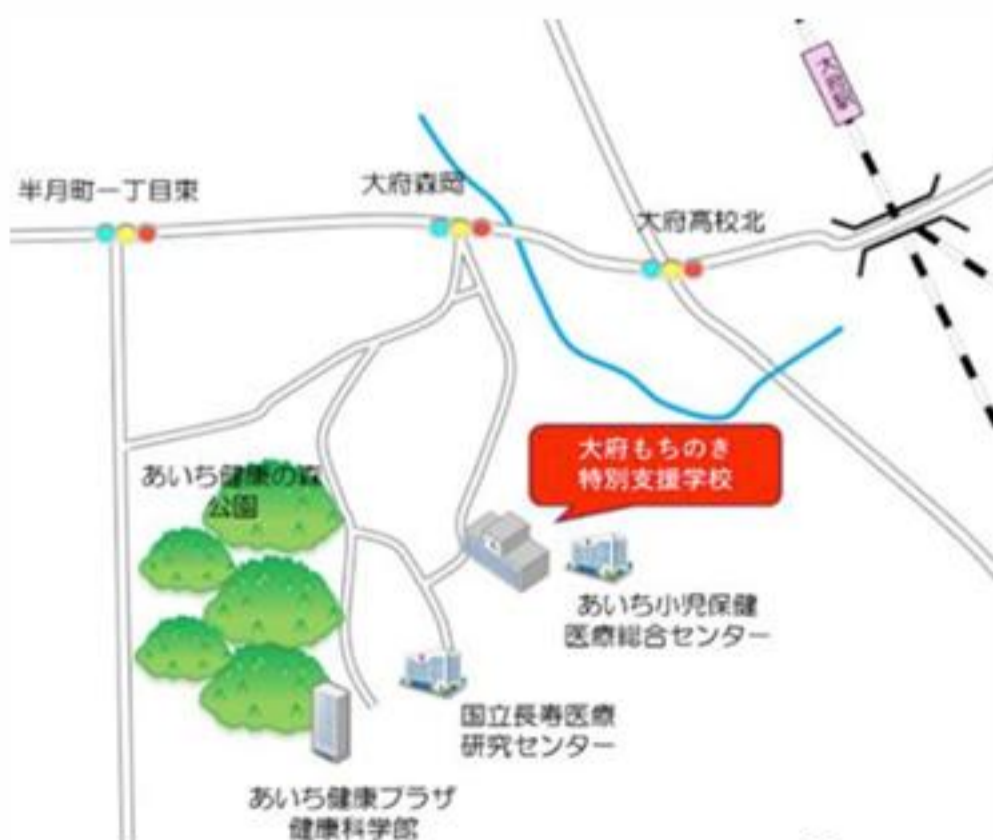 大府駅
半月町一丁目東
大府森岡
大府高校北
大府もちのき
特別支援学校
あいち健康の森
公園
あいち小児保健
医療総合センター
国立長寿医療
研究センター
あいち健康プラザ
健康科学館